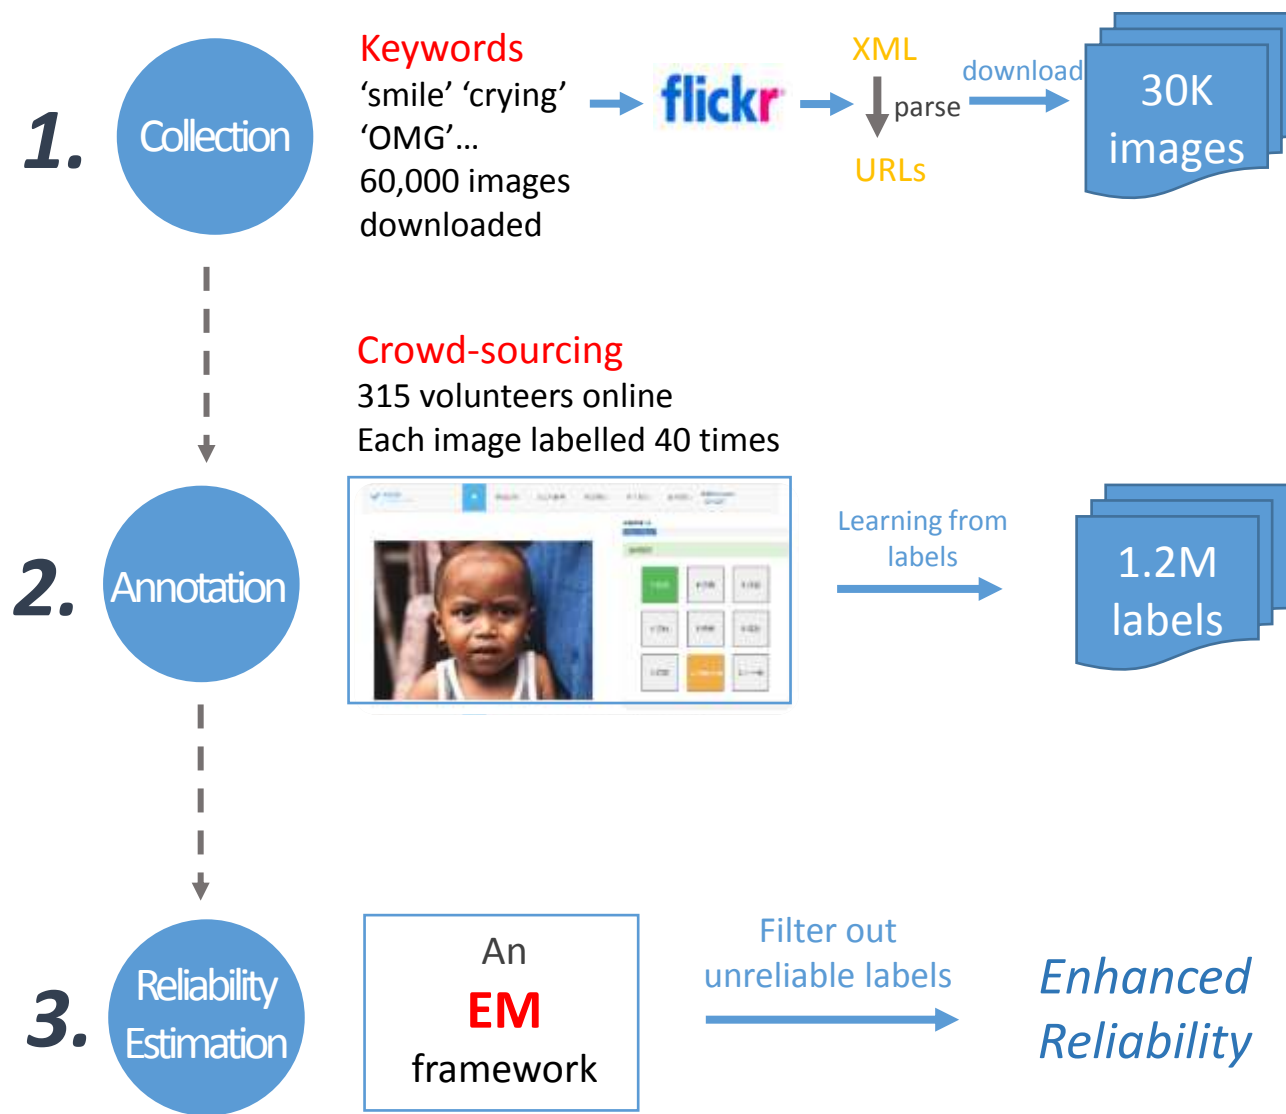 1.
Collection
Keywords
‘smile’ ‘crying’
‘OMG’...
60,000 images
downloaded
flickr
XML
parse
URLs
download
30K
images
Crowd-sourcing
315 volunteers online
Each image labelled 40 times
2.
Annotation
Learning from
labels
1.2M
labels
3.
Reliability
Estimation
An
EM
framework
Filter out
unreliable labels
Enhanced
Reliability